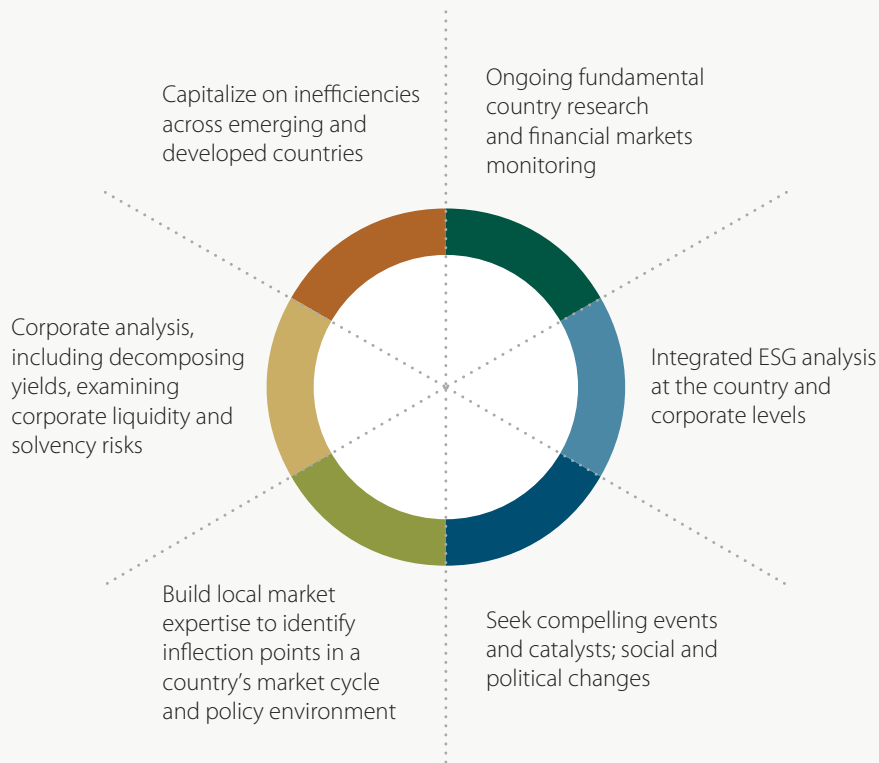 Capitalize on inefficiencies
across emerging and
developed countries
Ongoing fundamental
country research
and financial markets
monitoring
Corporate analysis,
including decomposing
yields, examining
corporate liquidity and
solvency risks
Integrated ESG analysis
at the country and
corporate levels
Build local market
expertise to identify
inflection points in a
country’s market cycle
and policy environment
Seek compelling events
and catalysts; social and
political changes